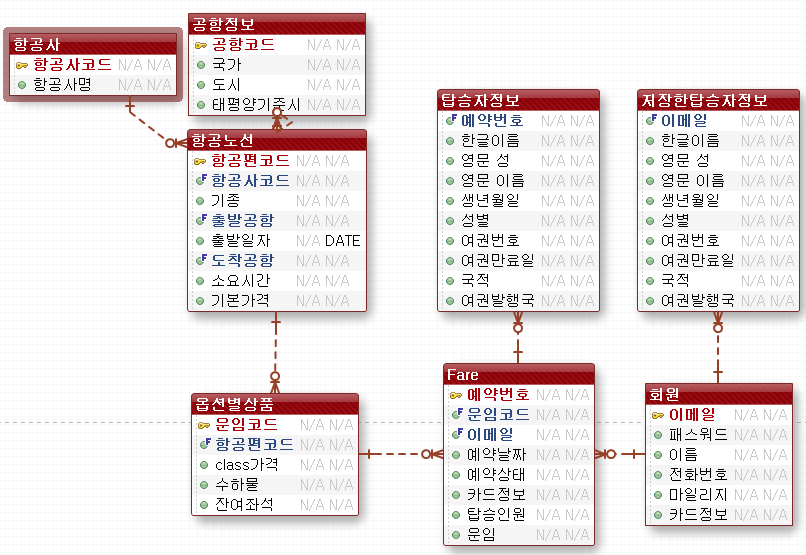 항공사
항공사코드 N/A N/A
항공사명 N/A N/A
공항정보
공항코드 N/A N/A
국가 N/A N/A
도시 N/A N/A
태평양기준시 N/A N/A
항공노선
항공편코드 N/A N/A
항공사코드 N/A N/A
기종 N/A N/A
출발공항 N/A N/A
출발일자 N/A DATE
도착공항 N/A N/A
소요시간 N/A N/A
기본가격 N/A N/A
탑승자정보
예약번호 N/A N/A
한글이름 N/A N/A
영문 성 N/A N/A
영문 이름 N/A N/A
생년월일 N/A N/A
성별 N/A N/A
여권번호 N/A N/A
여권만료일 N/A N/A
국적 N/A N/A
여권발행국 N/A N/A
저장한탑승자정보
이메일 N/A N/A
한글이름 N/A N/A
영문 성 N/A N/A
영문 이름 N/A N/A
생년월일 N/A N/A
성별 N/A N/A
여권번호 N/A N/A
여권만료일 N/A N/A
국적 N/A N/A
여권발행국 N/A N/A
옵션별상품
운임코드 N/A N/A
항공편코드 N/A N/A
class가격 N/A N/A
수하물 N/A N/A
잔여좌석 N/A N/A
Fare
예약번호 N/A N/A
운임코드 N/A N/A
이메일 N/A N/A
예약날짜 N/A N/A
예약상태 N/A N/A
카드정보 N/A N/A
탑승인원 N/A N/A
운임 N/A N/A
회원
이메일 N/A N/A
패스워드 N/A N/A
이름 N/A N/A
전화번호 N/A N/A
마일리지 N/A N/A
카드정보 N/A N/A